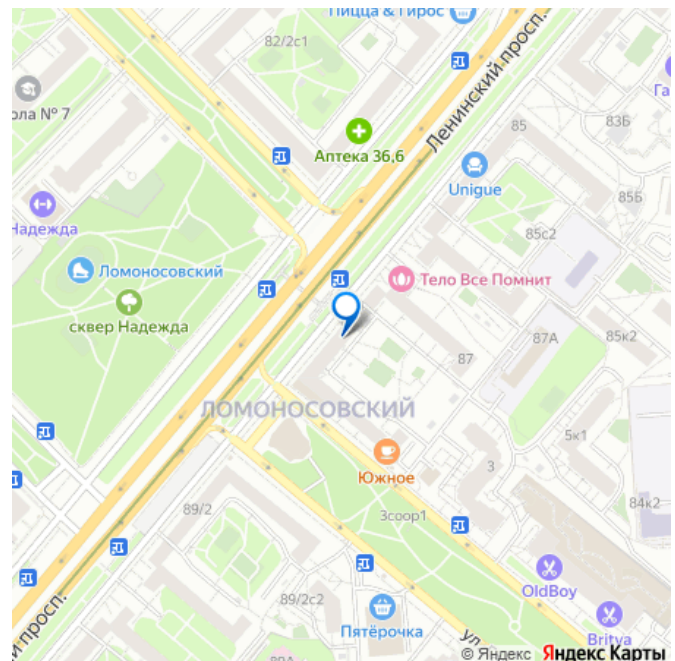 Пицца & Гирос
82/2с1
Ленинский просп.
ола № 7
Га
83Б
85
Аптека 36,6
Unigue
85Б
Надежда
85с2
Ломоносовский
Тело Все Помнит
сквер Надежда
87А
85к2
87
ЛОМОНОСОВСКИЙ
5к1
3
Южное
84к2
89/2
3соор1
OldBoy
89/2с2
Пятёрочка
Britva
й просп.
ул
89А
© Яндекс Яндекс Карты